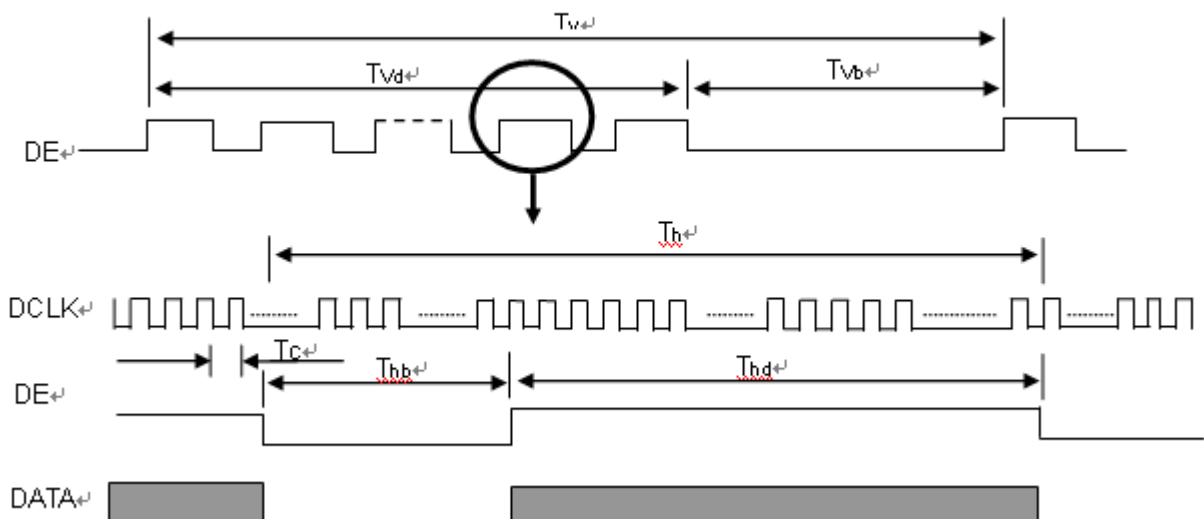 Tv↵
Tvd↵ Tvb↵
DE↵
Th↵
DCLK↵
Tc↵ Thb↵ Thd↵
DE↵
DATA↵